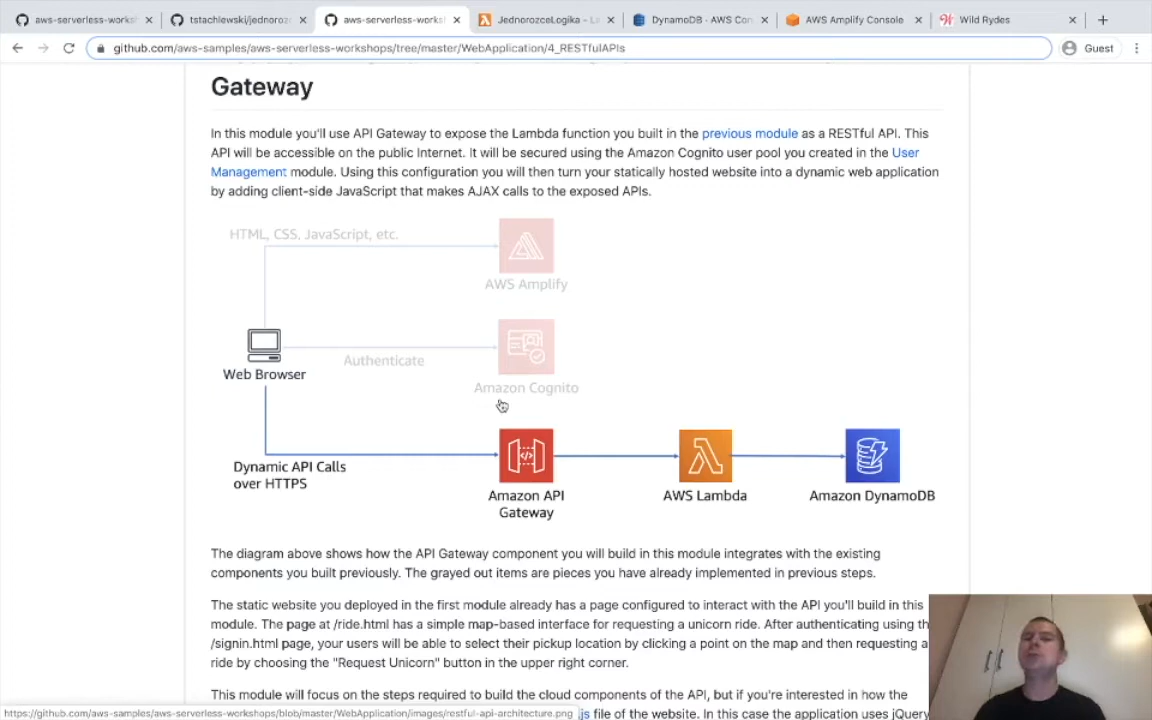 aws-serverless-works
tstachlewski/jednoroz
aws-serverless-works
JednorozceLogika - L
DynamoDB - AWS Con
AWS Amplify Console
Wild Rydes
github.com/aws-samples/aws-serverless-workshops/tree/master/WebApplication/4_RESTfulAPIs
Guest
Gateway
In this module you'll use API Gateway to expose the Lambda function you built in the previous module as a RESTful API. This
API will be accessible on the public Internet. It will be secured using the Amazon Cognito user pool you created in the User
Management module. Using this configuration you will then turn your statically hosted website into a dynamic web application
by adding client-side JavaScript that makes AJAX calls to the exposed APIs.
HTML, CSS, JavaScript, etc.
AWS Amplify
Authenticate
Web Browser
Amazon Cognito
Dynamic API Calls
over HTTPS
Amazon API
Gateway
AWS Lambda
Amazon DynamoDB
The diagram above shows how the API Gateway component you will build in this module integrates with the existing
components you built previously. The grayed out items are pieces you have already implemented in previous steps.
The static website you deployed in the first module already has a page configured to interact with the API you'll build in this
module. The page at /ride.html has a simple map-based interface for requesting a unicorn ride. After authenticating using th
/signin.html page, your users will be able to select their pickup location by clicking a point on the map and then requesting a
ride by choosing the "Request Unicorn" button in the upper right corner.
This module will focus on the steps required to build the cloud components of the API, but if you're interested in how the
https://github.com/aws-samples/aws-serverless-workshops/blob/master/WebApplication/images/restful-api-architecture.png
js file of the website. In this case the application uses jQuery